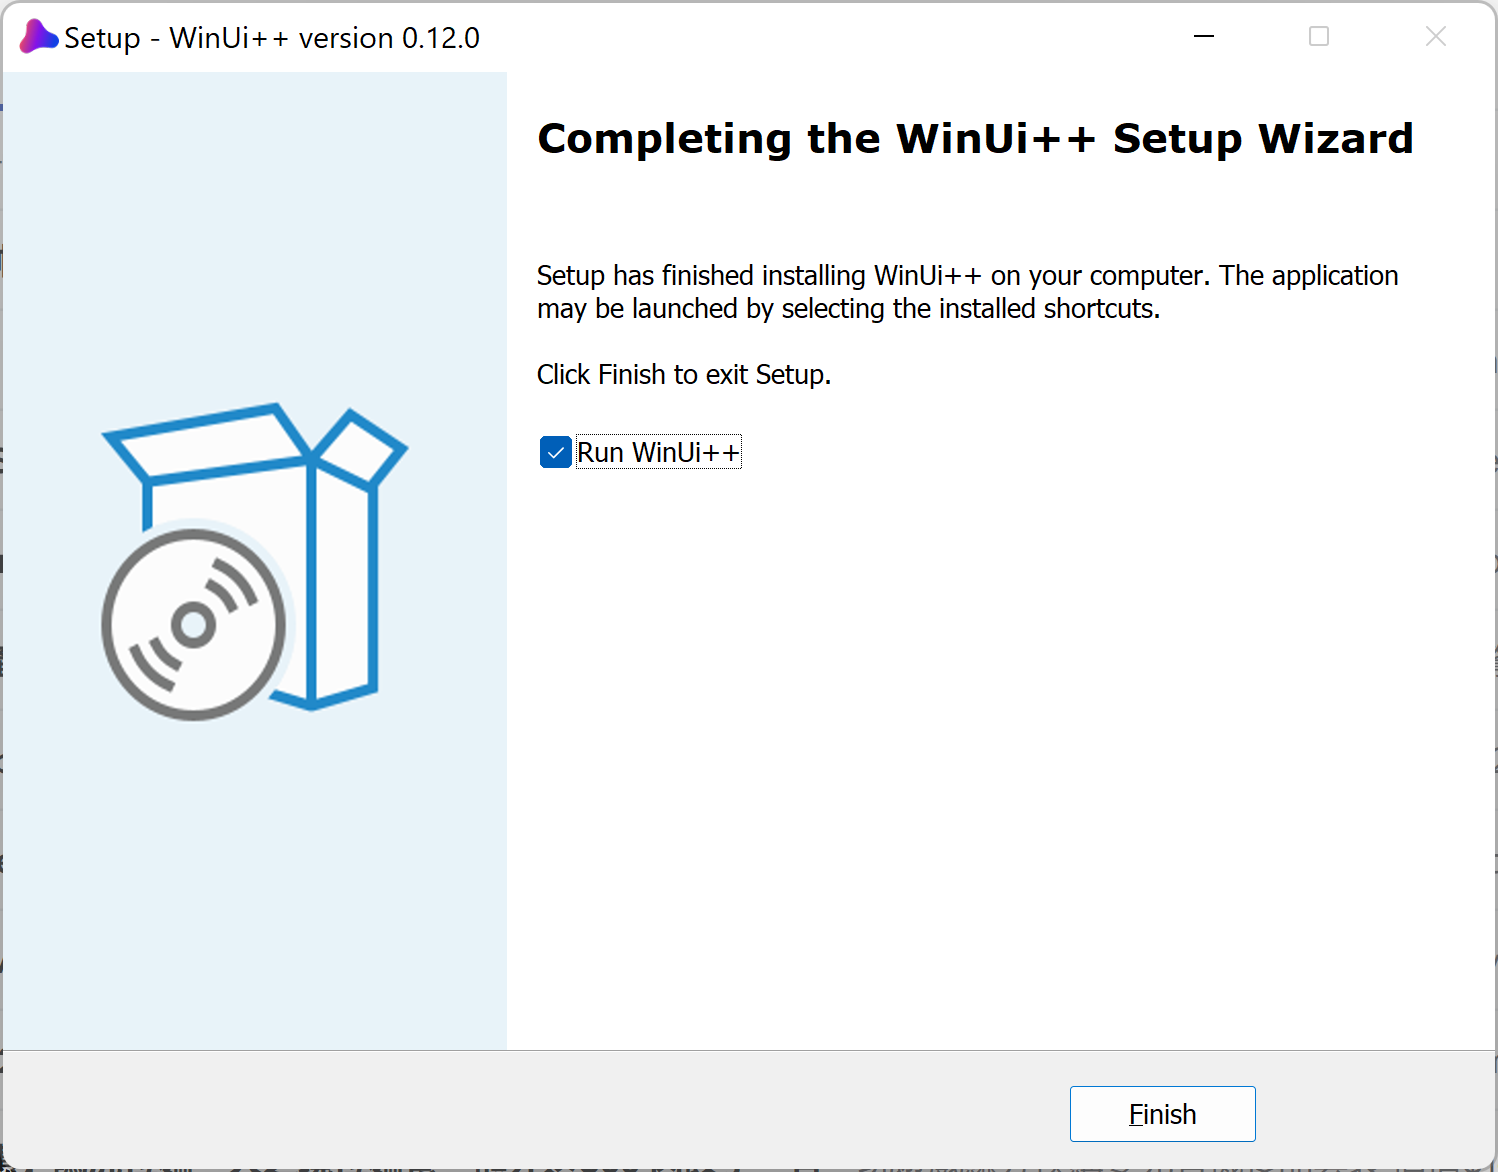 Setup - WinUi++ version 0.12.0
Completing the WinUi++ Setup Wizard
Setup has finished installing WinUi++ on your computer. The application
may be launched by selecting the installed shortcuts.
Click Finish to exit Setup.
Run WinUi++
Finish